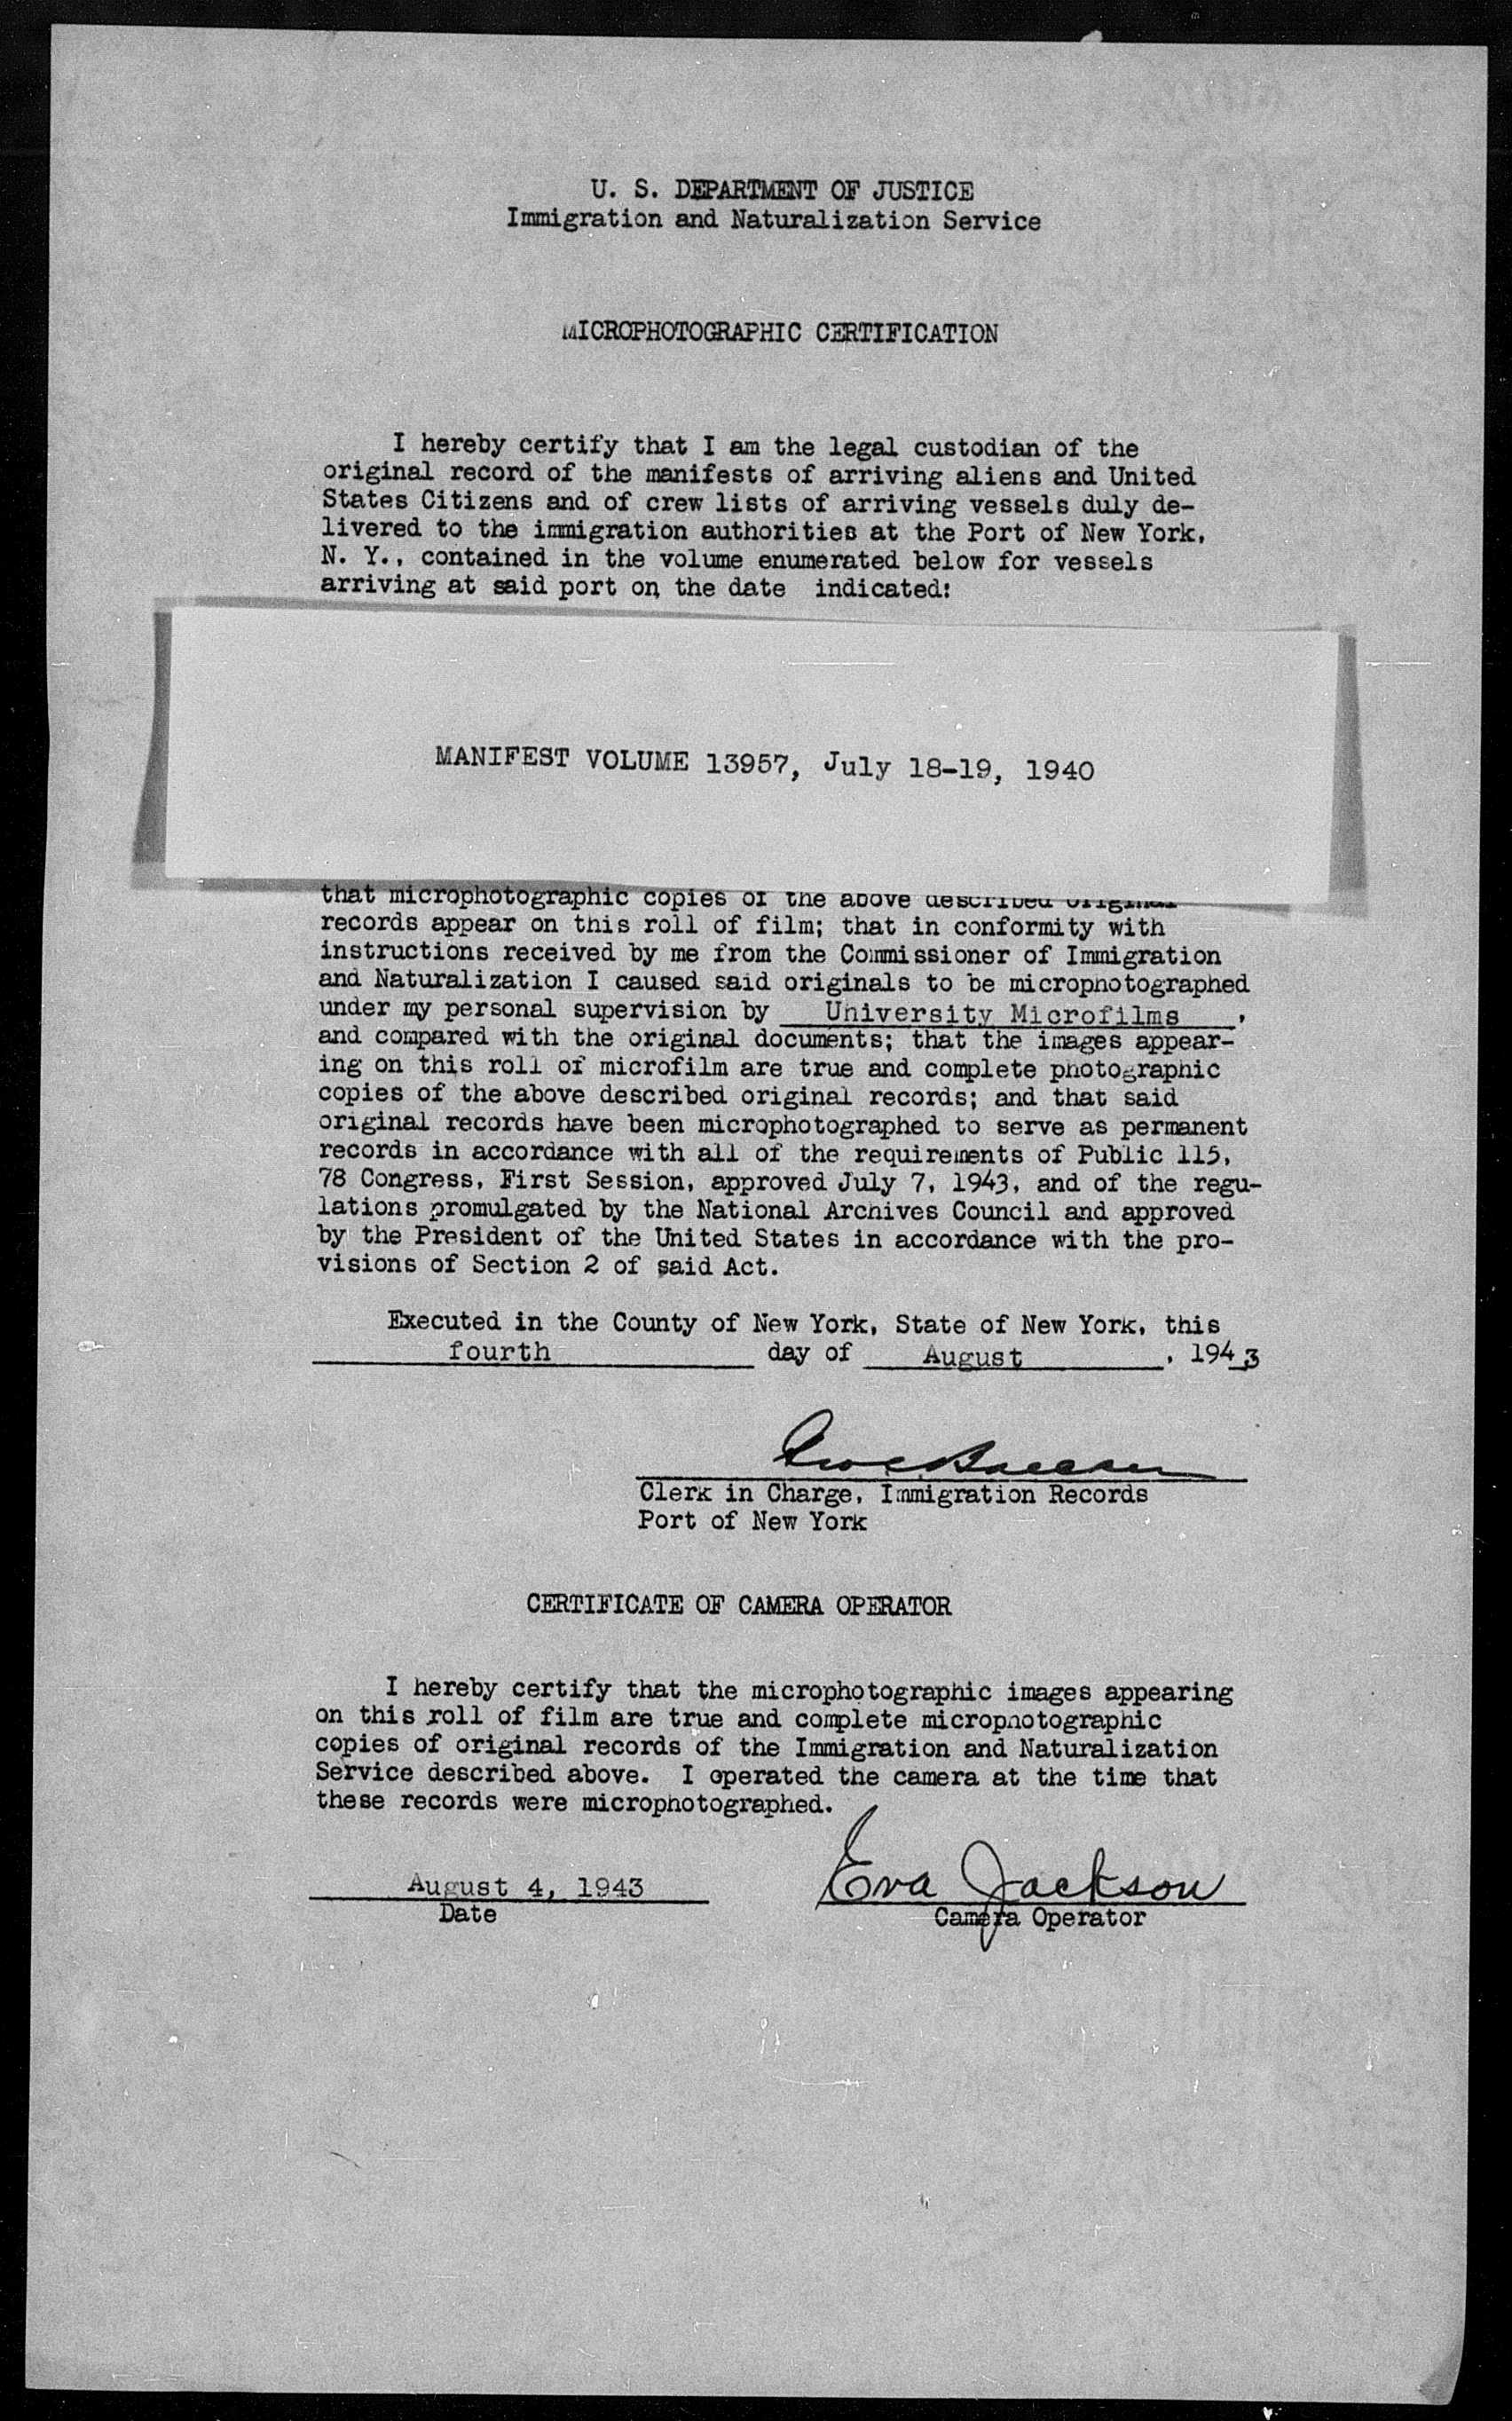 U. S. DEPARTMENT OF JUSTICE
Immigration and Naturalization Service
MICROPHOTOGRAPHIC CERTIFICATION
I hereby certify that I am the legal custodian of the
original record of the manifests of arriving aliens and United
States Citizens and of crew lists of arriving vessels duly de-
livered to the immigration authorities at the Port of New York,
N. Y., contained in the volume enumerated below for vessels
arriving at said port on the date indicated:
MANIFEST VOLUME 13957, July 18-19, 1940
that microphotographic copies of the above described original
records appear on this roll of film; that in conformity with
instructions received by me from the Commissioner of Immigration
and Naturalization I caused said originals to be microphotographed
under my personal supervision by University Microfilms,
and compared with the original documents; that the images appear-
ing on this roll of microfilm are true and complete photographic
copies of the above described original records; and that said
original records have been microphotographed to serve as permanent
records in accordance with all of the requirements of Public 115,
78 Congress, First Session, approved July 7, 1943, and of the regu-
lations promulgated by the National Archives Council and approved
by the President of the United States in accordance with the pro-
visions of Section 2 of said Act.
Executed in the County of New York, State of New York, this
fourth day of August, 1943
Clerk in Charge, Immigration Records
Port of New York
CERTIFICATE OF CAMERA OPERATOR
I hereby certify that the microphotographic images appearing
on this roll of film are true and complete microphotographic
copies of original records of the Immigration and Naturalization
Service described above. I operated the camera at the time that
these records were microphotographed.
August 4, 1943 Eva Jackson
Date Camera Operator